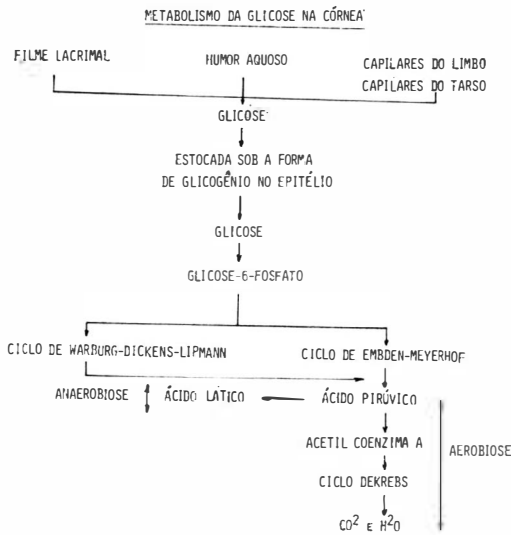 METABOLISMO DA GLICOSE NA CÓRNEA
FILME LACRIMAL
HUMOR AQUOSO
CAPILARES DO LIMBO
CAPILARES DO TARSO
GLICOSE
ESTOCADA SOB A FORMA
DE GLICOGÊNIO NO EPITÉLIO
GLICOSE
GLICOSE-6-FOSFATO
CICLO DE WARBURG-DICKENS-LIPMANN
CICLO DE EMBDEN-MEYERHOF
ANAEROBIOSE
ÁCIDO LÁTICO
ÁCIDO PIRÚVICO
ACETIL COENZIMA A
AEROBIOSE
CICLO DEKREBS
CO² E H²O